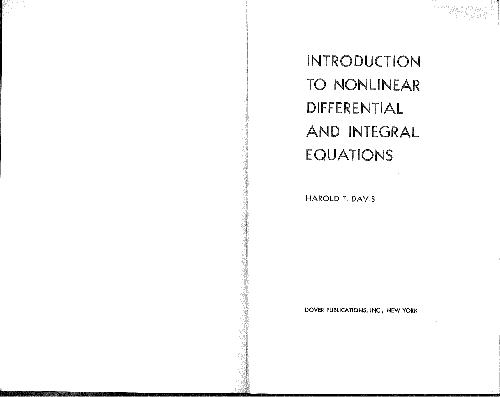 INTRODUCTION
TO NONLINEAR
DIFFERENTIAL
AND INTEGRAL
EQUATIONS
HAROLD T. DAVIS
DOVER PUBLICATIONS, INC., NEW YORK